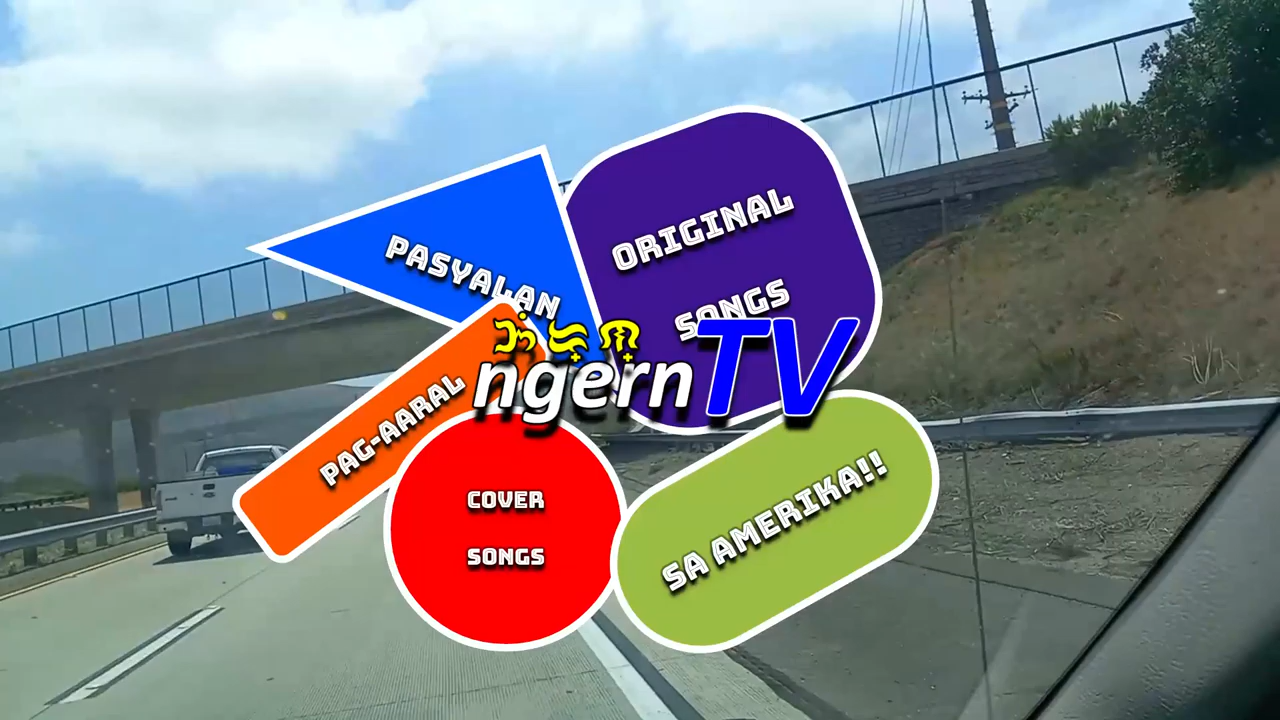 PASYALAN
ORIGINAL
SONGS
ngernTV
PAG-AARAL
COVER
SONGS
SA AMERIKA!!